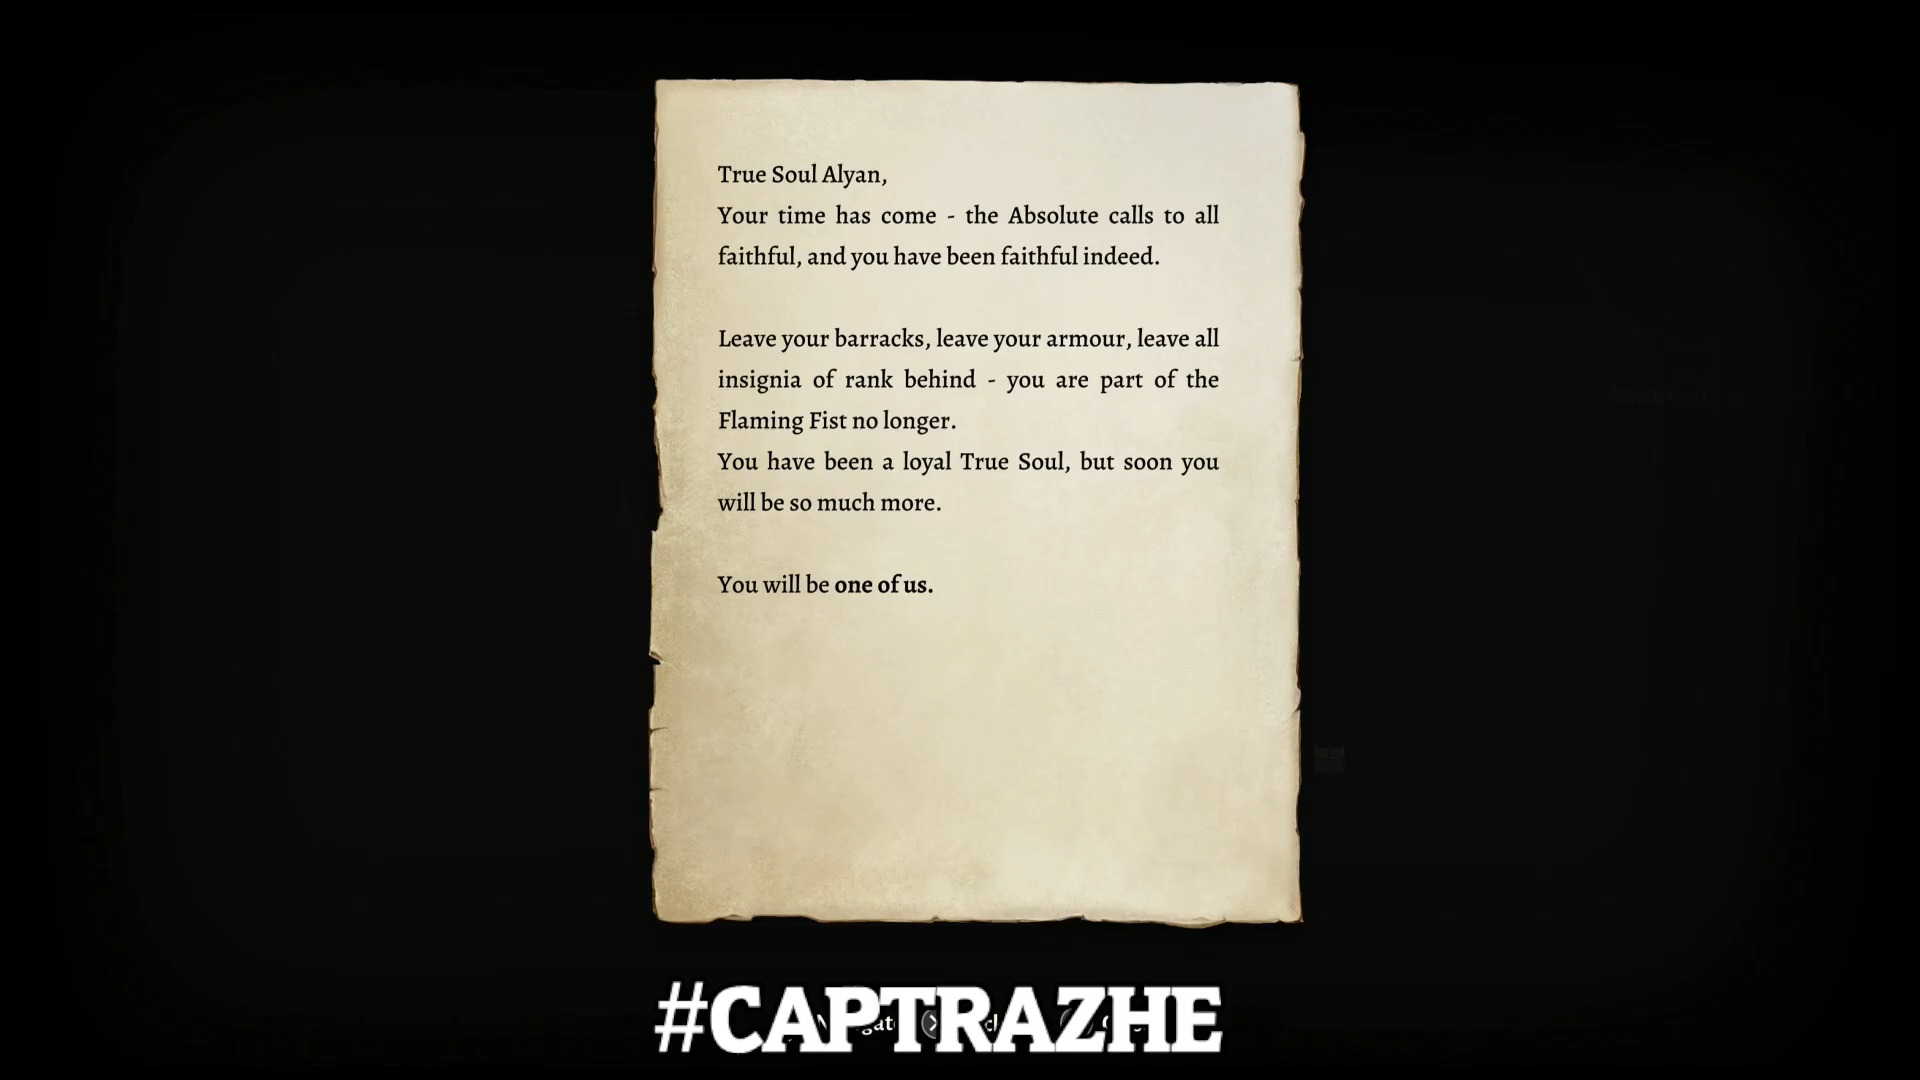 True Soul Alyan,
Your time has come - the Absolute calls to all
faithful, and you have been faithful indeed.
Leave your barracks, leave your armour, leave all
insignia of rank behind - you are part of the
Flaming Fist no longer.
You have been a loyal True Soul, but soon you
will be so much more.
You will be one of us.
#CAPTRAZHE